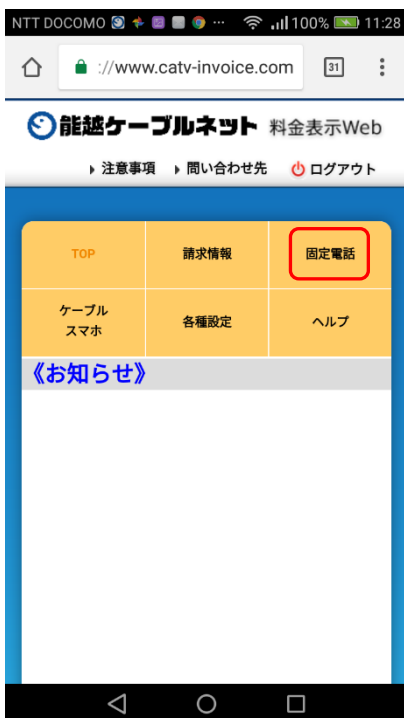 NTT DOCOMO ... 100% 11:28
://www.catv-invoice.com 31
能越ケーブルネット 料金表示Web
注意事項 問い合わせ先 ログアウト
TOP 請求情報 固定電話
ケーブル
スマホ 各種設定 ヘルプ
《お知らせ》